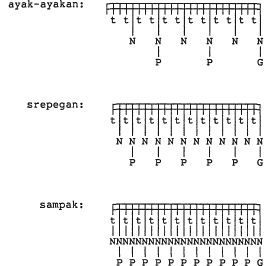 ayak-ayakan:
t t t t t t t t t t t t
N N N N N N
P P G
srepegan:
t t t t t t t t t t t t
N N N N N N N N N N N N
P P P P P G
sampak:
t t t t t t t t t t t t
NNNNNNNNNNNNNNNNNNNNNNNN
P P P P P P P P P P P G